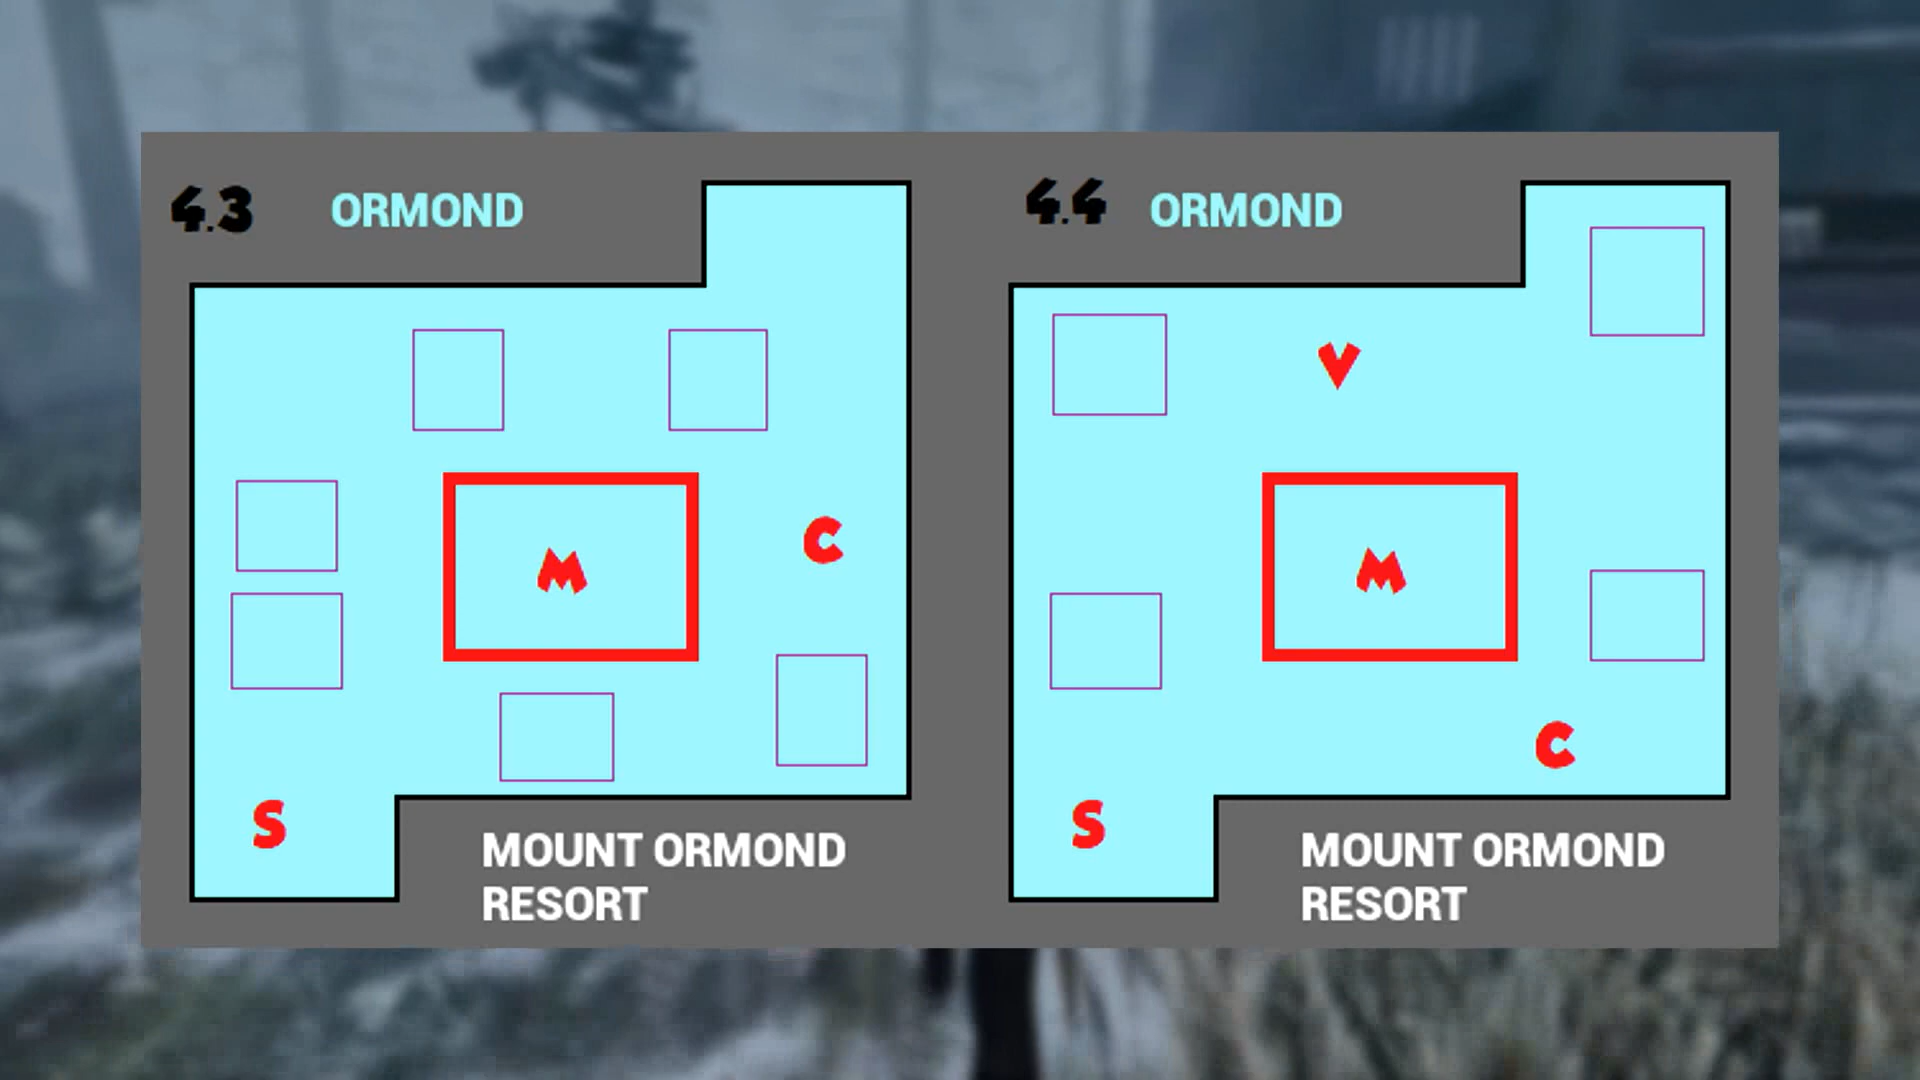 4.3 ORMOND
M
C
S
MOUNT ORMOND
RESORT
4.4 ORMOND
V
M
C
S
MOUNT ORMOND
RESORT